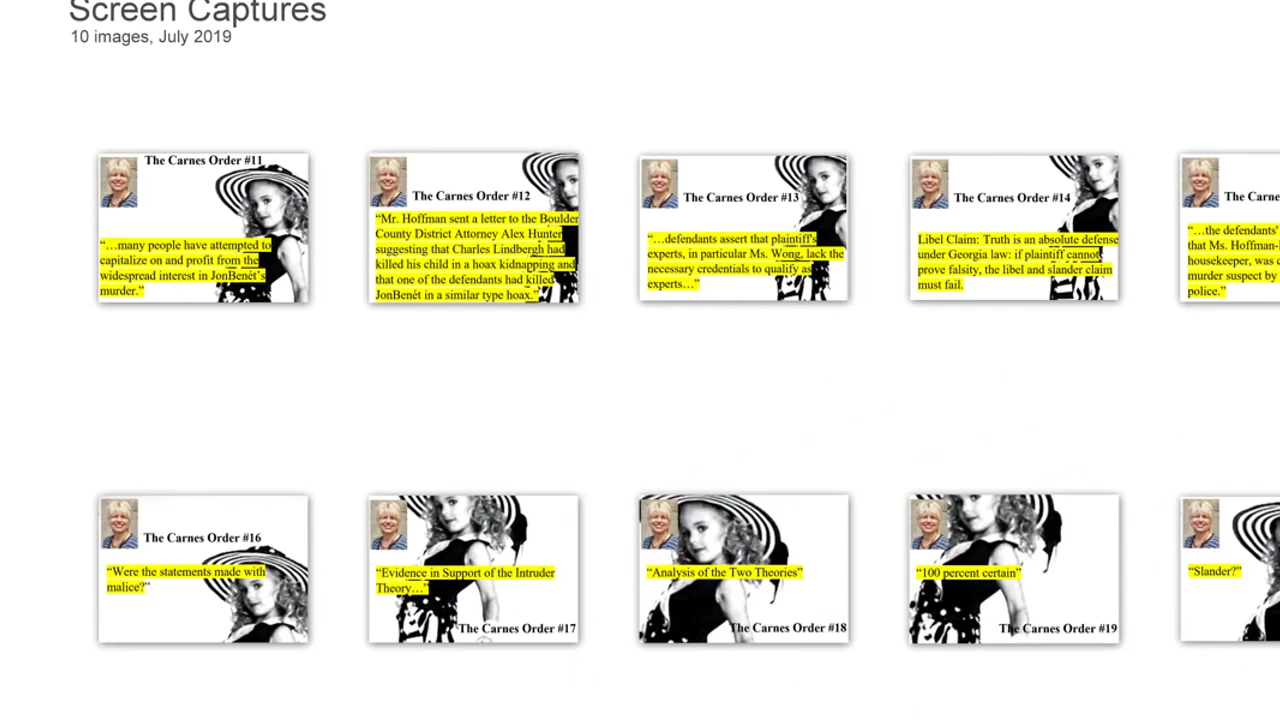 Screen Captures
10 images, July 2019
The Carnes Order #11
“…many people have attempted to
capitalize on and profit from the
widespread interest in JonBenét’s
murder.”
The Carnes Order #12
“Mr. Hoffman sent a letter to the Boulder
County District Attorney Alex Hunter
suggesting that Charles Lindbergh had
killed his child in a hoax kidnapping and
that one of the defendants had killed
JonBenét in a similar type hoax.”
The Carnes Order #13
“…defendants assert that plaintiff's
experts, in particular Ms. Wong, lack the
necessary credentials to qualify as
experts…”
The Carnes Order #14
Libel Claim: Truth is an absolute defense
under Georgia law: if plaintiff cannot
prove falsity, the libel and slander claim
must fail.
The Carne
“…the defendants'
that Ms. Hoffman-
housekeeper, was
murder suspect by
police.”
The Carnes Order #16
“Were the statements made with
malice?”
“Evidence in Support of the Intruder
Theory…”
The Carnes Order #17
“Analysis of the Two Theories”
The Carnes Order #18
“100 percent certain”
The Carnes Order #19
“Slander?”